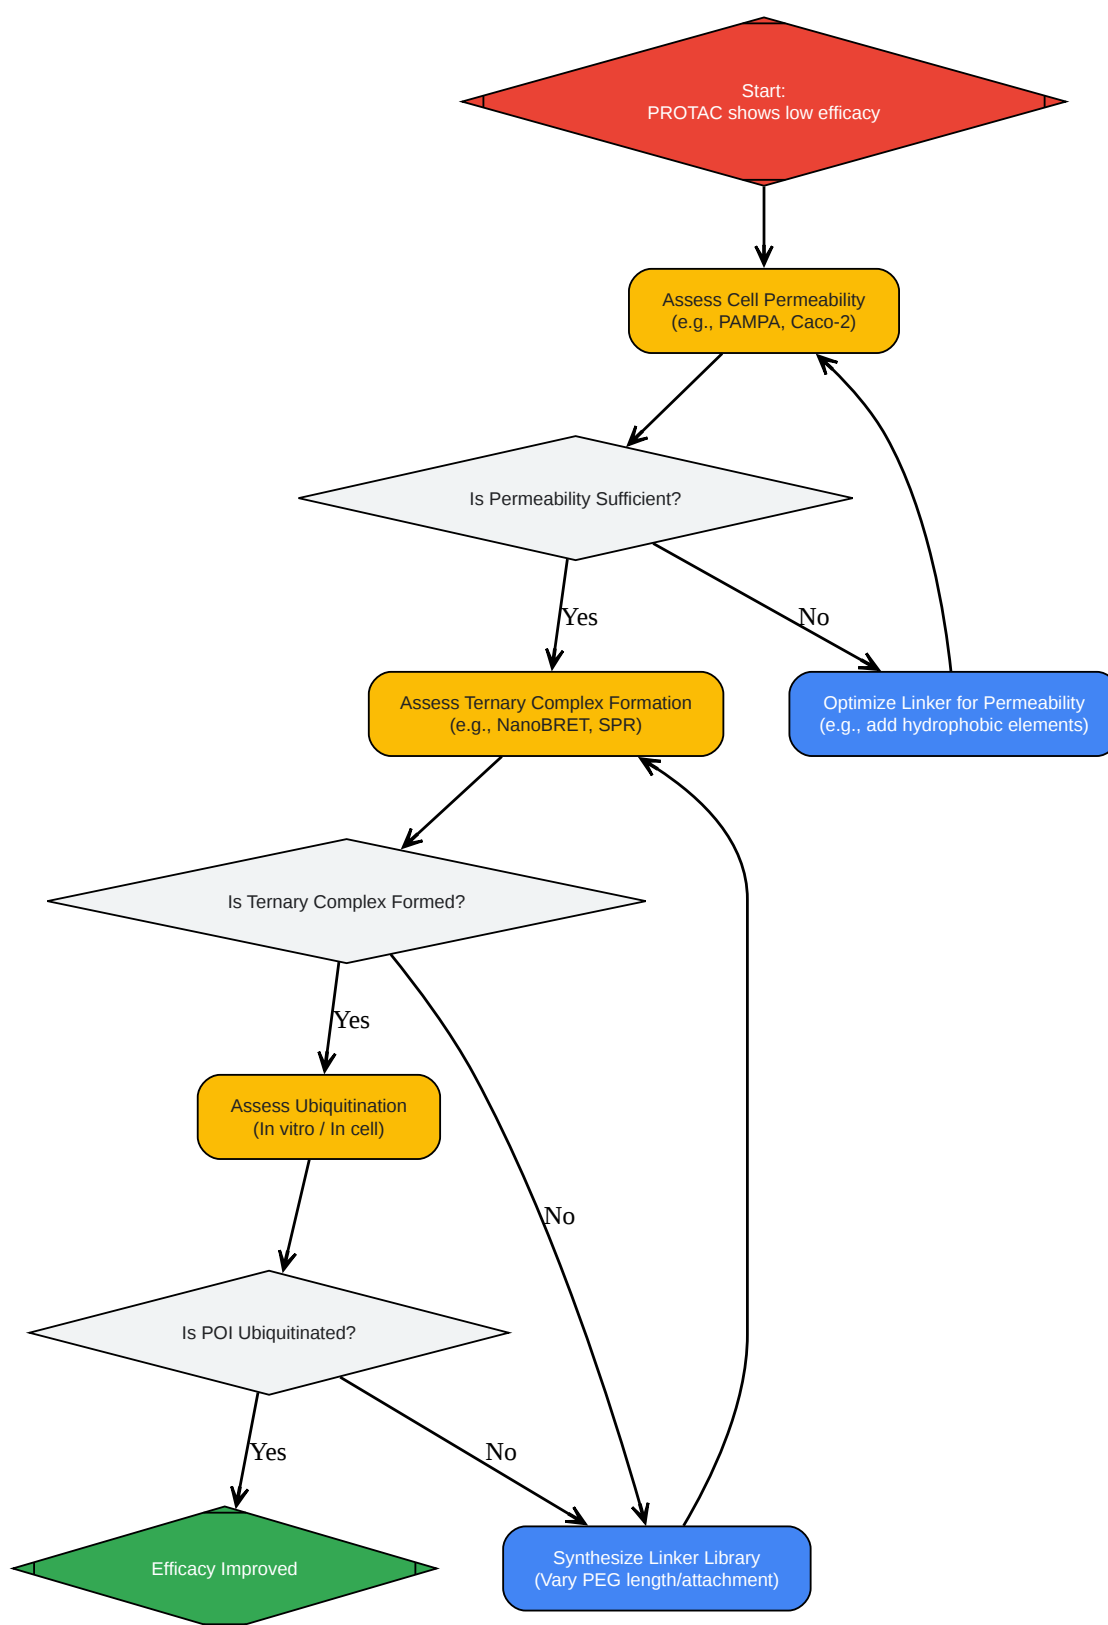 Start:
PROTAC shows low efficacy
Assess Cell Permeability
(e.g., PAMPA, Caco-2)
Is Permeability Sufficient?
Yes
No
Assess Ternary Complex Formation
(e.g., NanoBRET, SPR)
Optimize Linker for Permeability
(e.g., add hydrophobic elements)
Is Ternary Complex Formed?
Yes
Assess Ubiquitination
(In vitro / In cell)
No
Is POI Ubiquitinated?
Yes
No
Efficacy Improved
Synthesize Linker Library
(Vary PEG length/attachment)